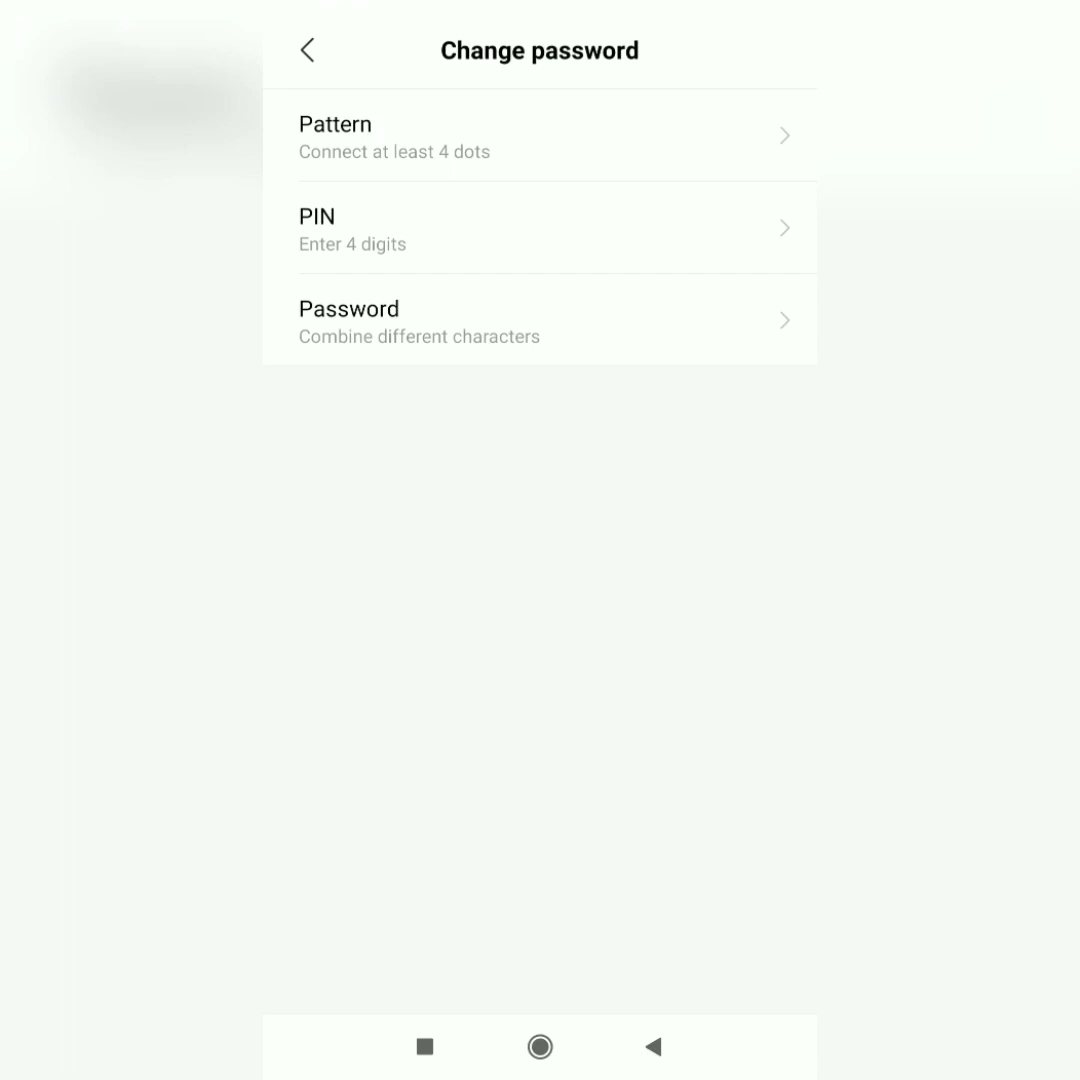 Change password
Pattern
Connect at least 4 dots
PIN
Enter 4 digits
Password
Combine different characters